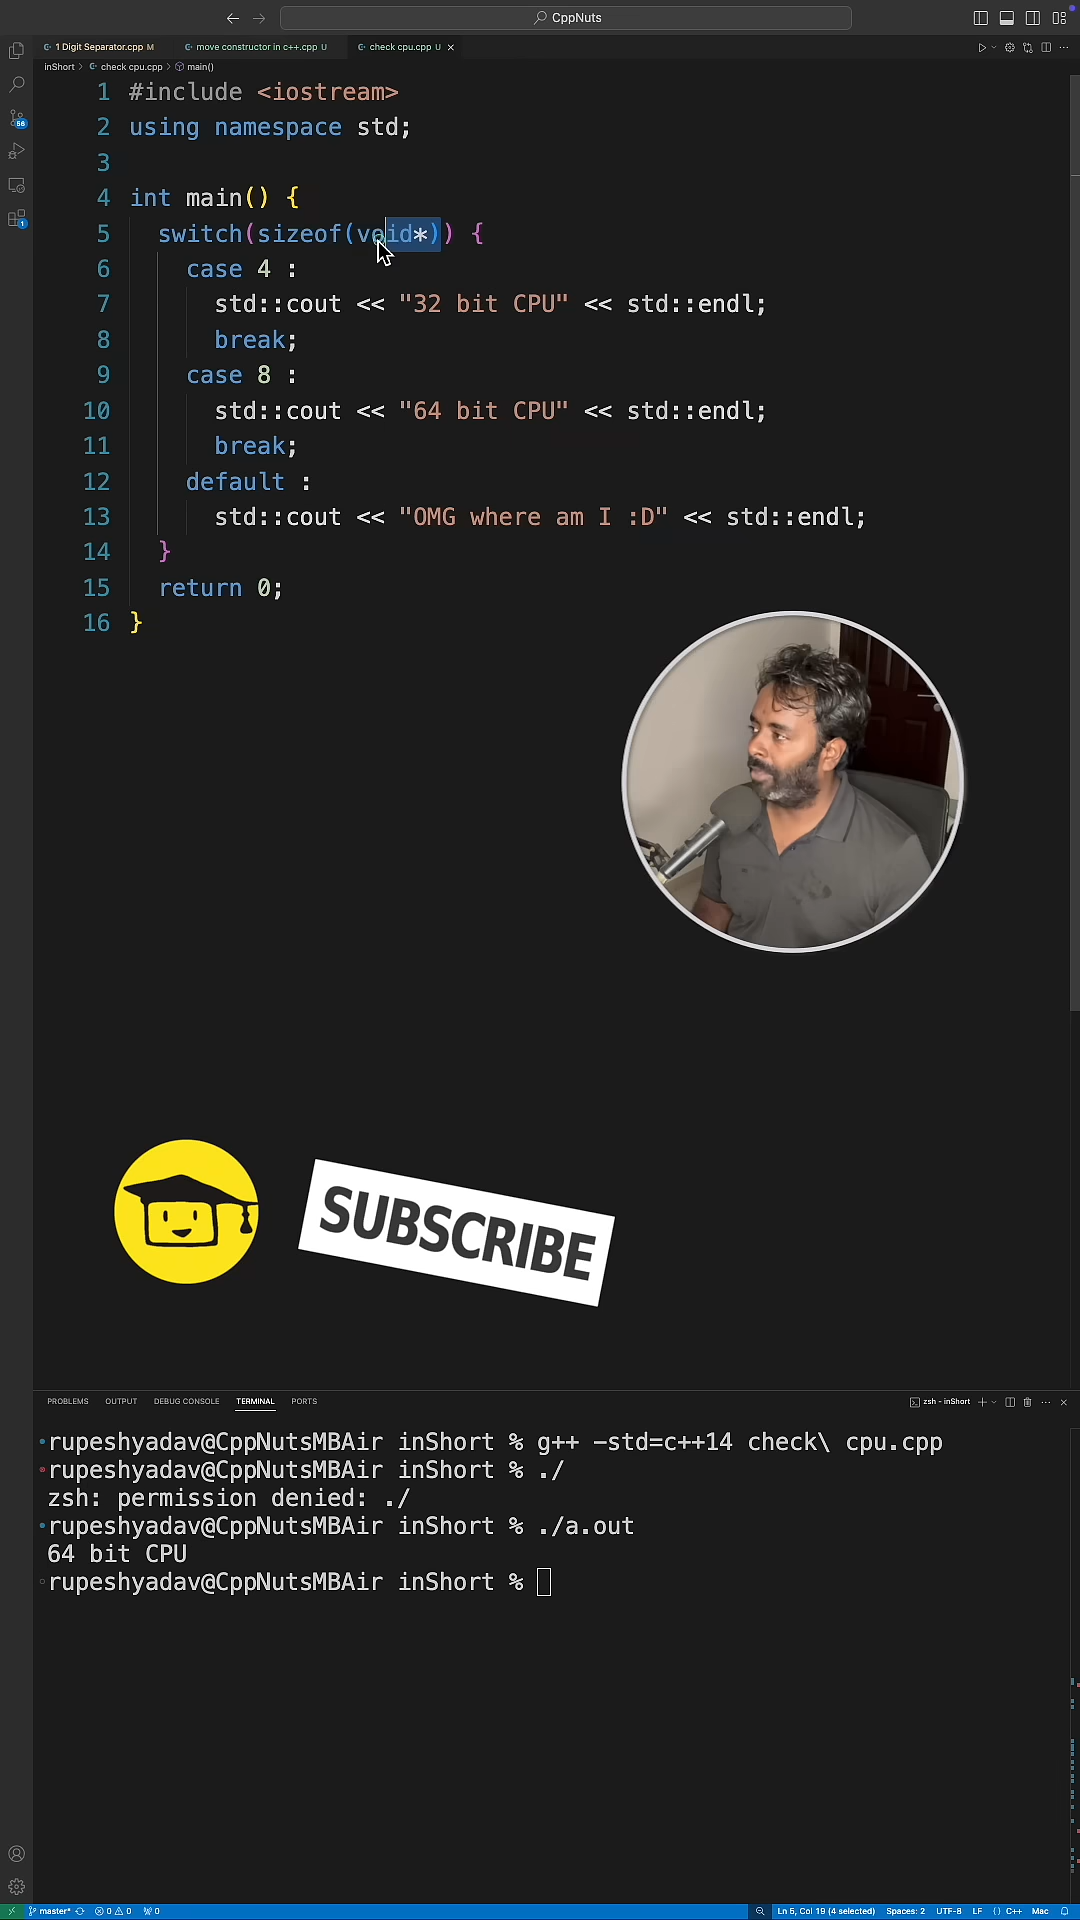 CppNuts
1 Digit Separator.cpp M
move constructor in c++.cpp U
check cpu.cpp U
inShort > check cpu.cpp > main()
1 #include <iostream>
2 using namespace std;
3
4 int main() {
5 switch(sizeof(void*)) {
6 case 4 :
7 std::cout << "32 bit CPU" << std::endl;
8 break;
9 case 8 :
10 std::cout << "64 bit CPU" << std::endl;
11 break;
12 default :
13 std::cout << "OMG where am I :D" << std::endl;
14 }
15 return 0;
16 }
56
1
SUBSCRIBE
PROBLEMS OUTPUT DEBUG CONSOLE TERMINAL PORTS
zsh - inShort
rupeshyadav@CppNutsMBAir inShort % g++ -std=c++14 check\ cpu.cpp
rupeshyadav@CppNutsMBAir inShort % ./
zsh: permission denied: ./
rupeshyadav@CppNutsMBAir inShort % ./a.out
64 bit CPU
rupeshyadav@CppNutsMBAir inShort %
master* 0 0 0 Ln 5, Col 19 (4 selected) Spaces: 2 UTF-8 LF {} C++ Mac